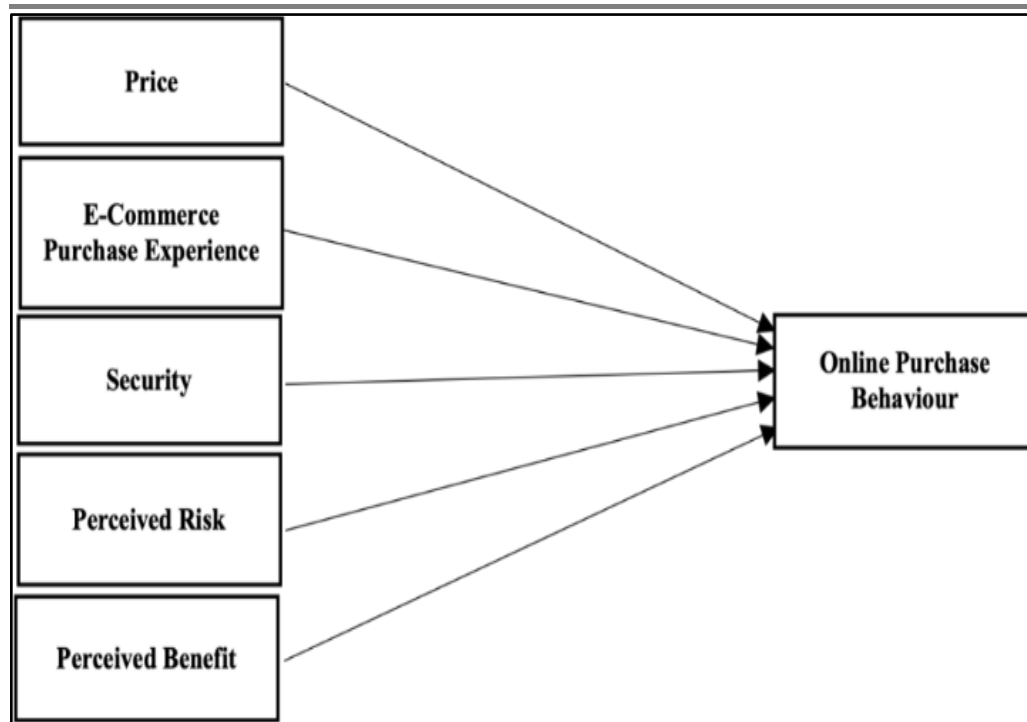 Price
E-Commerce
Purchase Experience
Security
Perceived Risk
Perceived Benefit
Online Purchase
Behaviour